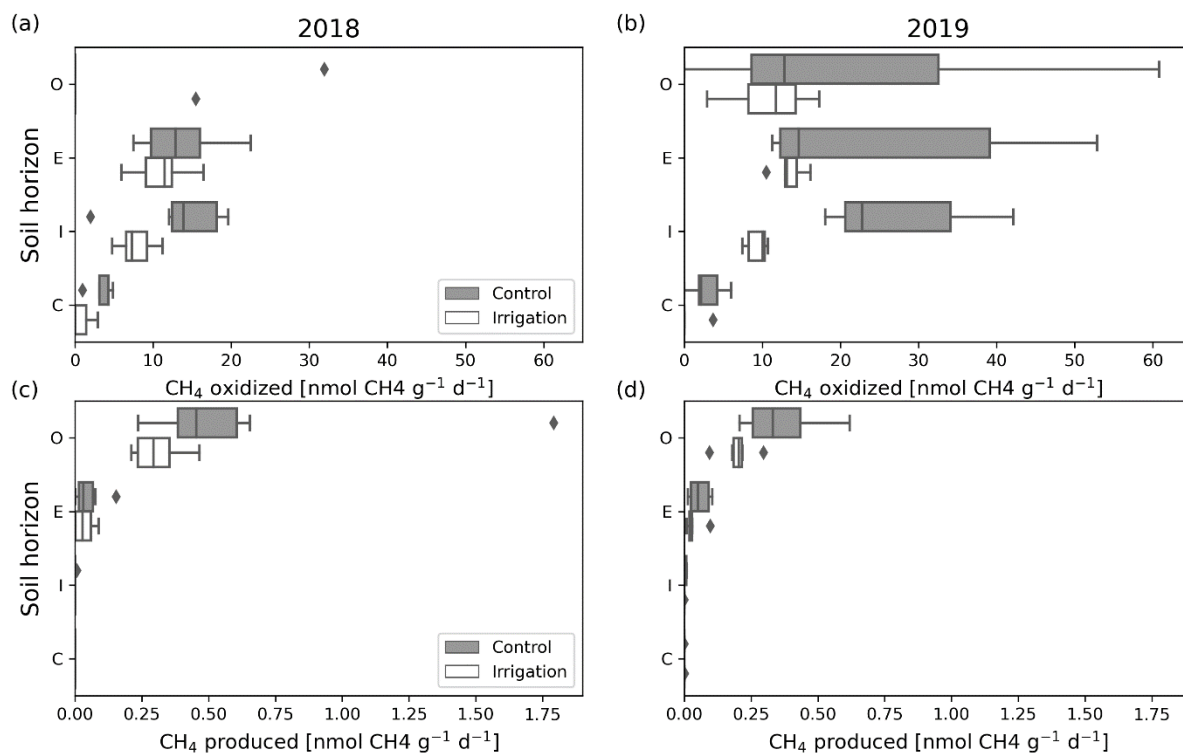 (a)
2018
(b)
2019
Soil horizon
O
E
I
C
Control
Irrigation
0
10
20
30
40
50
60
CH₄ oxidized [nmol CH4 g⁻¹ d⁻¹]
O
E
I
C
0
10
20
30
40
50
60
CH₄ oxidized [nmol CH4 g⁻¹ d⁻¹]
(c)
(d)
Soil horizon
O
E
I
C
Control
Irrigation
0.00
0.25
0.50
0.75
1.00
1.25
1.50
1.75
CH₄ produced [nmol CH4 g⁻¹ d⁻¹]
O
E
I
C
0.00
0.25
0.50
0.75
1.00
1.25
1.50
1.75
CH₄ produced [nmol CH4 g⁻¹ d⁻¹]